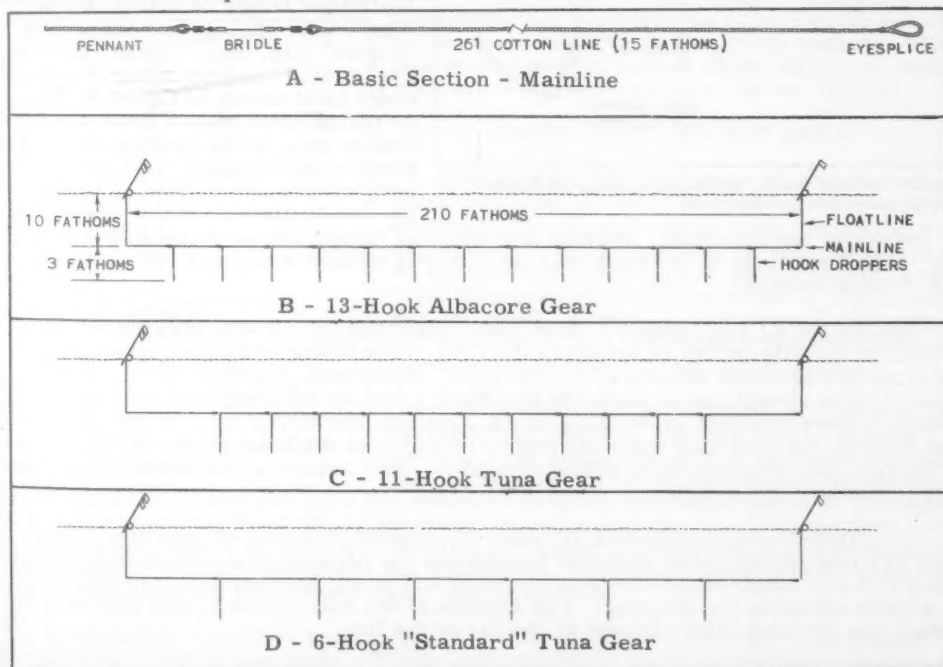 PENNANT BRIDLE 261 COTTON LINE (15 FATHOMS) EYESPLICE
A - Basic Section - Mainline
10 FATHOMS
210 FATHOMS
FLOATLINE
MAINLINE
3 FATHOMS
HOOK DROPPERS
B - 13-Hook Albacore Gear
C - 11-Hook Tuna Gear
D - 6-Hook "Standard" Tuna Gear